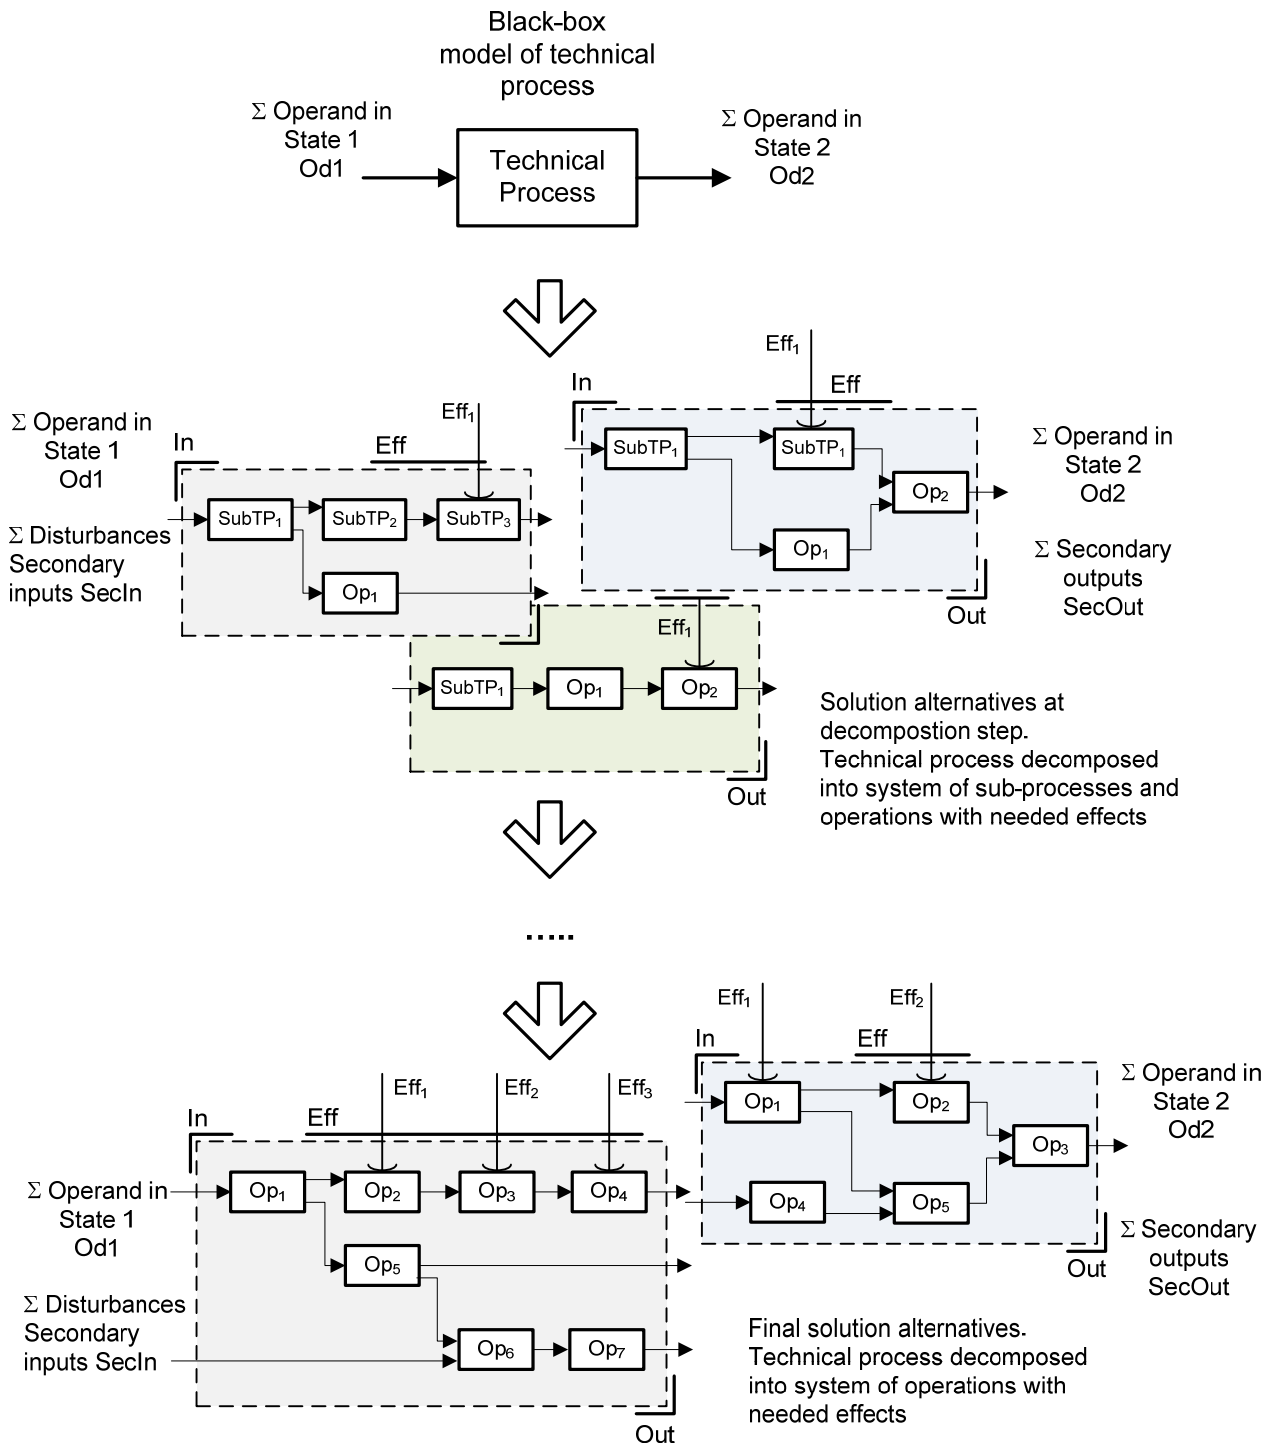 Black-box
model of technical
process
Σ Operand in
State 1
Od1
Technical
Process
Σ Operand in
State 2
Od2
Eff1
In
Eff
SubTP1
SubTP1
Op2
Op1
Out
Σ Operand in
State 2
Od2
Σ Secondary
outputs
SecOut
Σ Operand in
State 1
Od1
Σ Disturbances
Secondary
inputs SecIn
In
Eff
Eff1
SubTP1
SubTP2
SubTP3
Op1
Eff1
SubTP1
Op1
Op2
Out
Solution alternatives at
decompostion step.
Technical process decomposed
into system of sub-processes and
operations with needed effects
.....
Eff1
Eff2
In
Eff
Op1
Op2
Op3
Op4
Op5
Out
Σ Operand in
State 2
Od2
Σ Secondary
outputs
SecOut
In
Eff
Eff1
Eff2
Eff3
Σ Operand in
State 1
Od1
Op1
Op2
Op3
Op4
Op5
Σ Disturbances
Secondary
inputs SecIn
Op6
Op7
Out
Final solution alternatives.
Technical process decomposed
into system of operations with
needed effects